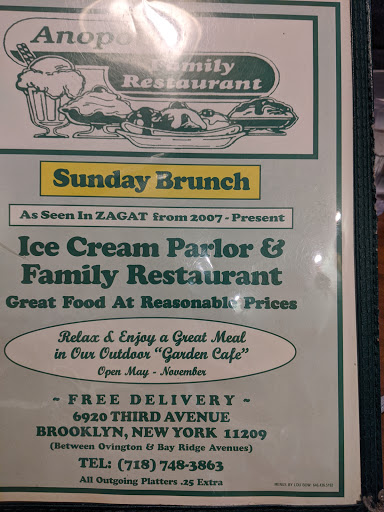 Anopo
Family
Restaurant
Sunday Brunch
As Seen In ZAGAT from 2007 - Present
Ice Cream Parlor &
Family Restaurant
Great Food At Reasonable Prices
Relax & Enjoy a Great Meal
in Our Outdoor "Garden Cafe"
Open May - November
~ FREE DELIVERY ~
6920 THIRD AVENUE
BROOKLYN, NEW YORK 11209
(Between Ovington & Bay Ridge Avenues)
TEL: (718) 748-3863
All Outgoing Platters .25 Extra